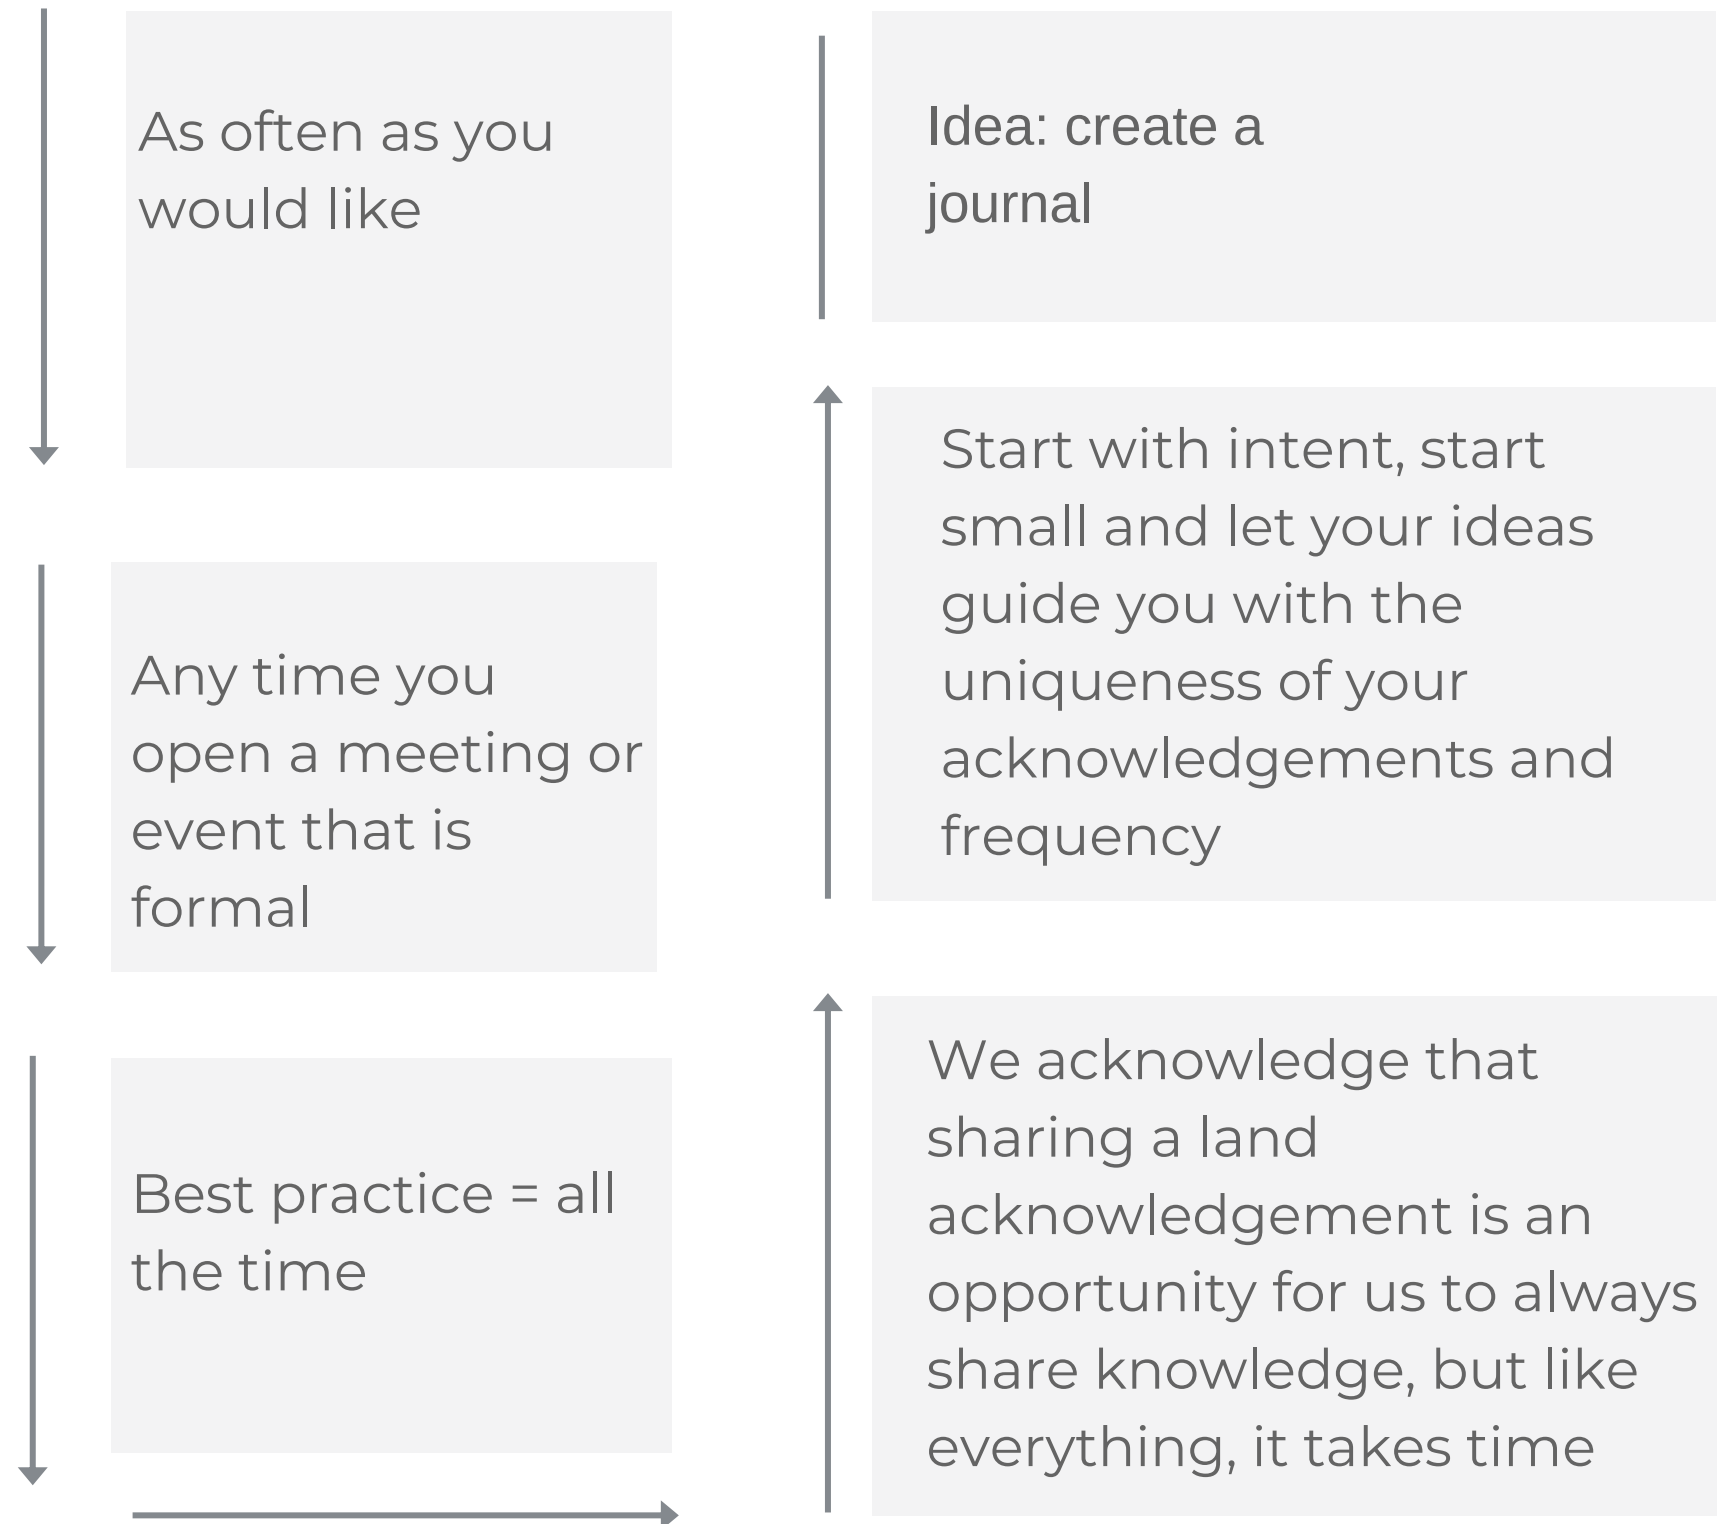 As often as you
would like
Any time you
open a meeting or
event that is
formal
Best practice = all
the time
We acknowledge that
sharing a land
acknowledgement is an
opportunity for us to always
share knowledge, but like
everything, it takes time
Start with intent, start
small and let your ideas
guide you with the
uniqueness of your
acknowledgements and
frequency
Idea: create a
journal